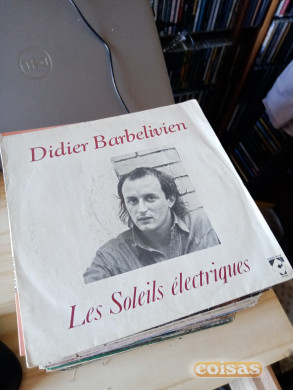 Didier Barbelivien
Les Soleils électriques
coisas